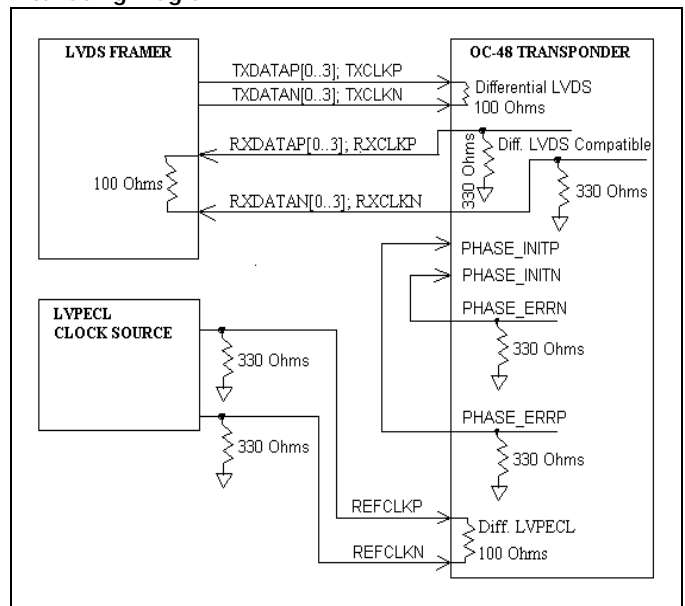 LVDS FRAMER
OC-48 TRANSPONDER
TXDATAP[0..3]; TXCLKP
TXDATAN[0..3]; TXCLKN
Differential LVDS
100 Ohms
RXDATAP[0..3]; RXCLKP
Diff. LVDS Compatible
330 Ohms
100 Ohms
RXDATAN[0..3]; RXCLKN
330 Ohms
PHASE_INITP
PHASE_INITN
PHASE_ERRN
330 Ohms
LVPECL
CLOCK SOURCE
330 Ohms
330 Ohms
PHASE_ERRP
330 Ohms
REFCLKP
Diff. LVPECL
REFCLKN
100 Ohms